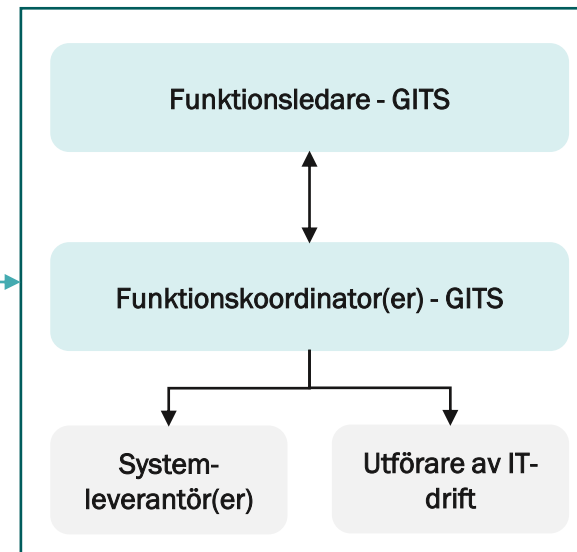 Funktionsledare - GITS
Funktionskoordinator(er) - GITS
System-
leverantör(er)
Utförare av IT-
drift